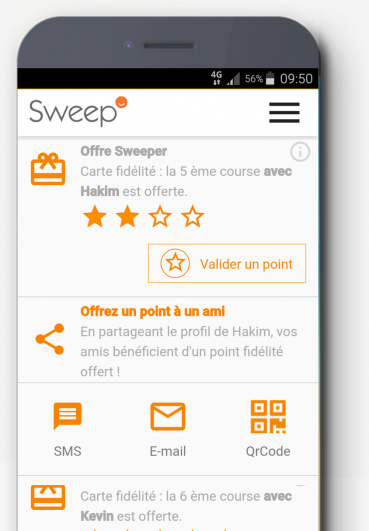 4G 56% 09:50
Sweep
Offre Sweeper
Carte fidélité : la 5 ème course avec
Hakim est offerte.
Valider un point
Offrez un point à un ami
En partageant le profil de Hakim, vos
amis bénéficient d'un point fidélité
offert !
SMS E-mail QrCode
Carte fidélité : la 6 ème course avec
Kevin est offerte.